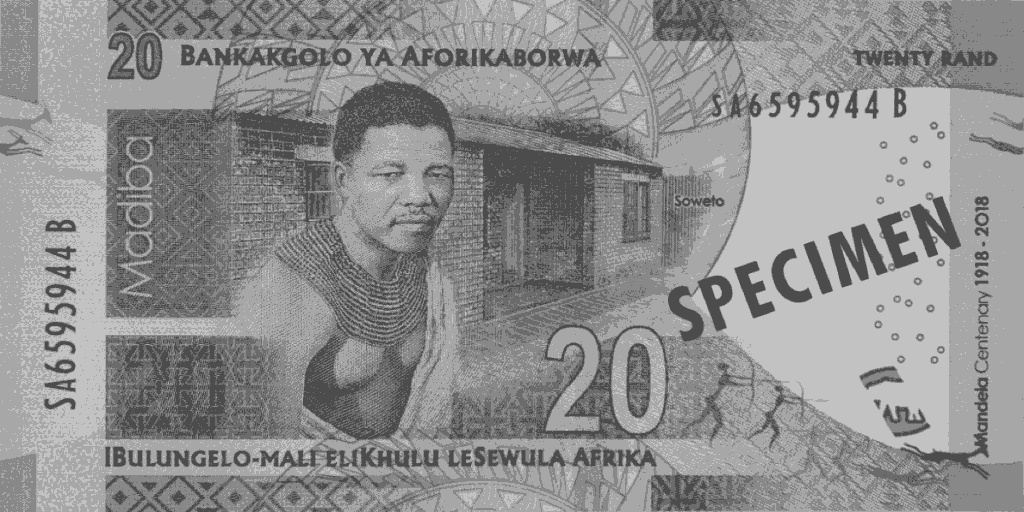 20
BANKAKGOLO YA AFORIKABORWA
TWENTY RAND
SA6595944 B
Madiba
Soweto
SA6595944 B
SPECIMEN
20
Mandela Centenary 1918 - 2018
IBULUNGELO-MALI ELIKHULU LESEWULA AFRIKA